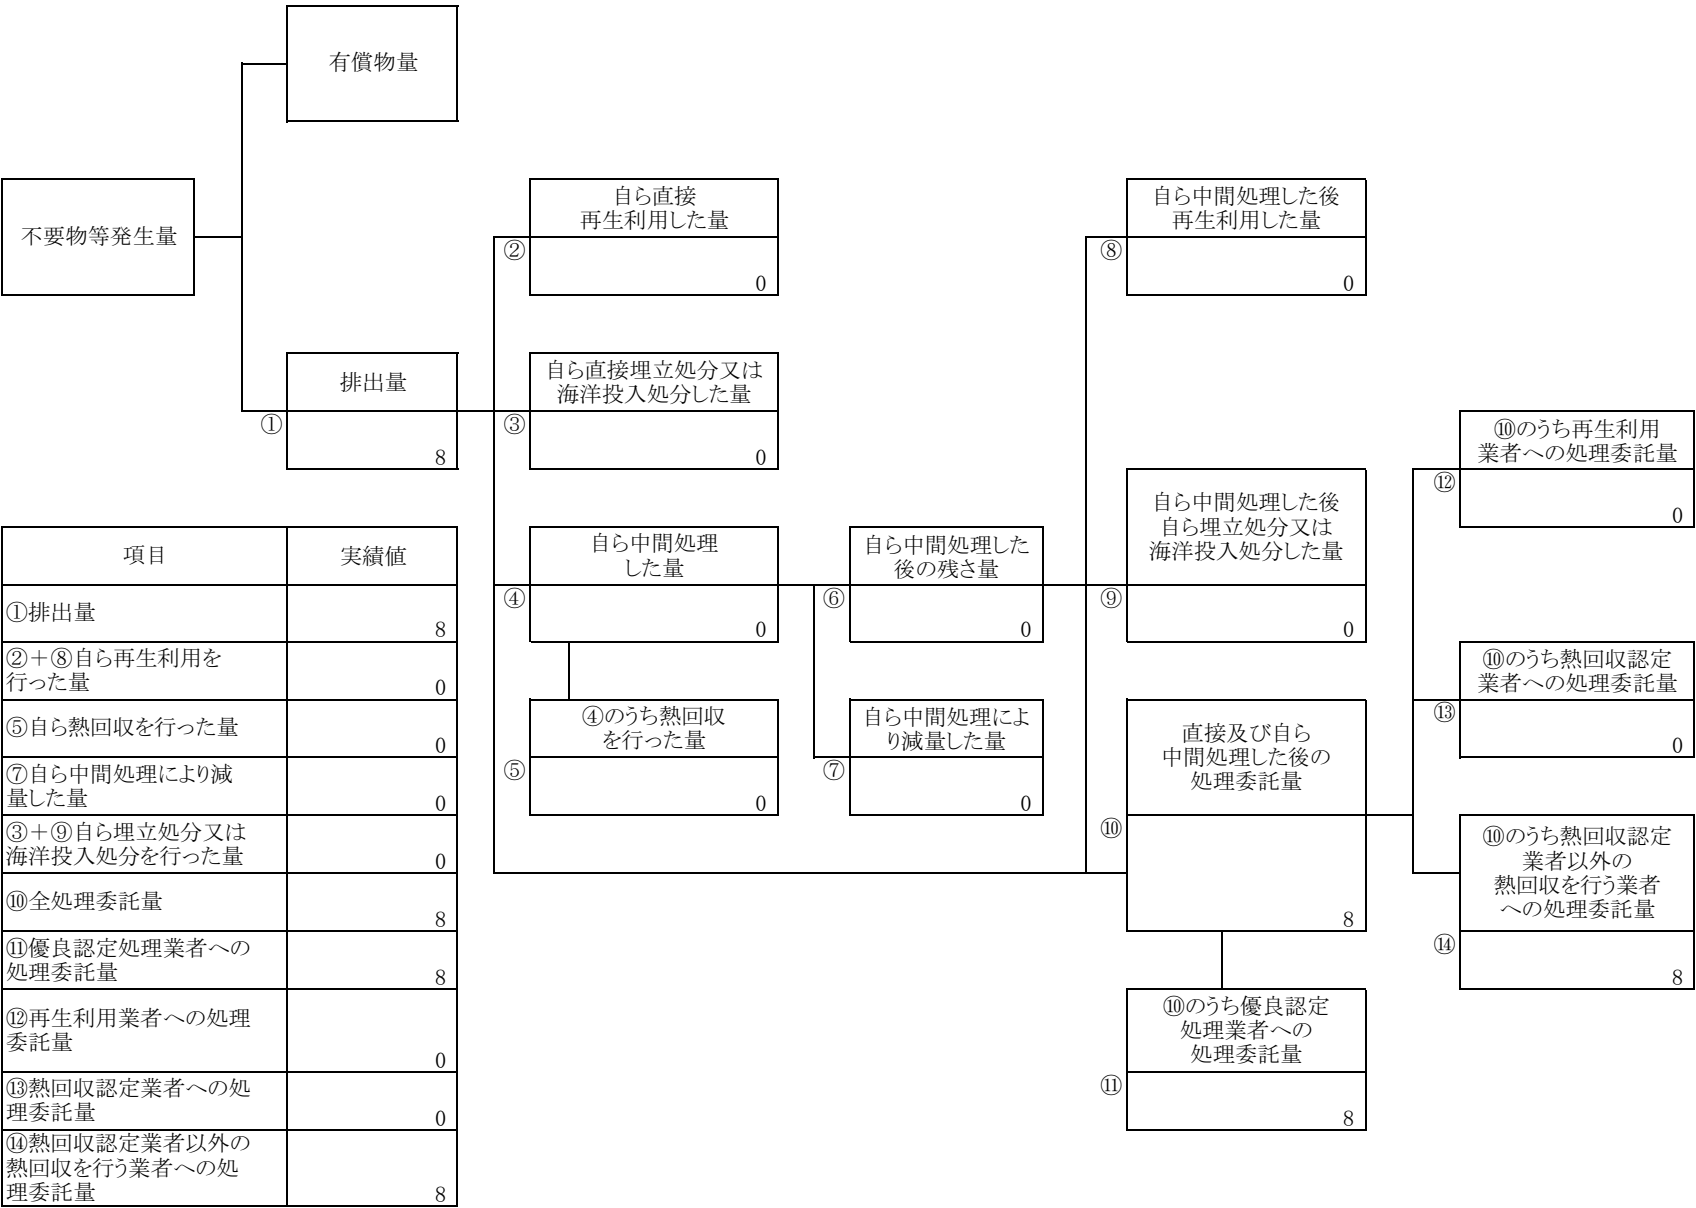 有償物量
不要物等発生量
自ら直接
再生利用した量
②
0
自ら中間処理した後
再生利用した量
⑧
0
排出量
①
8
自ら直接埋立処分又は
海洋投入処分した量
③
0
⑩のうち再生利用
業者への処理委託量
⑫
0
自ら中間処理
した量
④
0
自ら中間処理した
後の残さ量
⑥
0
自ら中間処理した後
自ら埋立処分又は
海洋投入処分した量
⑨
0
⑩のうち熱回収認定
業者への処理委託量
⑬
0
④のうち熱回収
を行った量
⑤
0
自ら中間処理によ
り減量した量
⑦
0
直接及び自ら
中間処理した後の
処理委託量
⑩
8
⑩のうち熱回収認定
業者以外の
熱回収を行う業者
への処理委託量
⑭
8
⑩のうち優良認定
処理業者への
処理委託量
⑪
8
項目 実績値
①排出量
8
②+⑧自ら再生利用を
行った量 0
⑤自ら熱回収を行った量
0
⑦自ら中間処理により減
量した量 0
③+⑨自ら埋立処分又は
海洋投入処分を行った量 0
⑩全処理委託量
8
⑪優良認定処理業者への
処理委託量 8
⑫再生利用業者への処理
委託量
0
⑬熱回収認定業者への処
理委託量 0
⑭熱回収認定業者以外の
熱回収を行う業者への処
理委託量 8